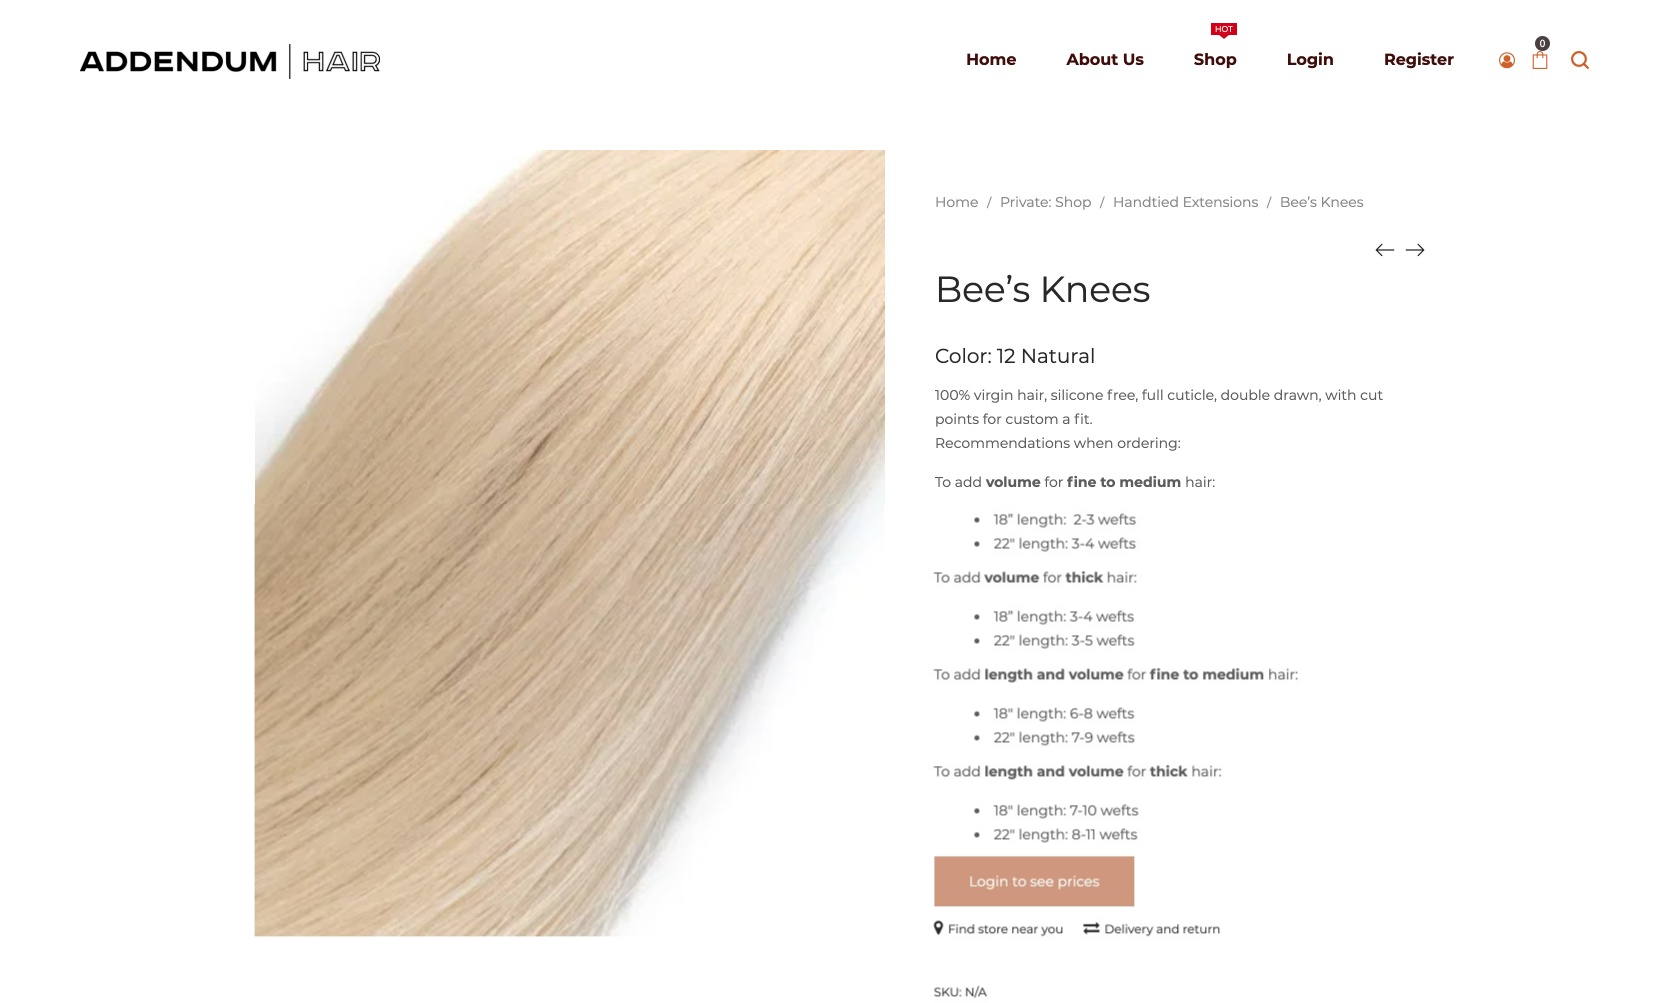 ADDENDUM | HAIR
HOT
Home About Us Shop Login Register 0
Home / Private: Shop / Handtied Extensions / Bee’s Knees
Bee’s Knees
Color: 12 Natural
100% virgin hair, silicone free, full cuticle, double drawn, with cut
points for custom a fit.
Recommendations when ordering:
To add volume for fine to medium hair:
• 18” length: 2-3 wefts
• 22" length: 3-4 wefts
To add volume for thick hair:
• 18” length: 3-4 wefts
• 22" length: 3-5 wefts
To add length and volume for fine to medium hair:
• 18" length: 6-8 wefts
• 22" length: 7-9 wefts
To add length and volume for thick hair:
• 18" length: 7-10 wefts
• 22" length: 8-11 wefts
Login to see prices
Find store near you Delivery and return
SKU: N/A